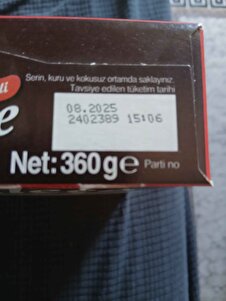 Serin, kuru ve kokusuz ortamda saklayınız.
Tavsiye edilen tüketim tarihi
08.2025
2402389 15:06
Net:360g e Parti no